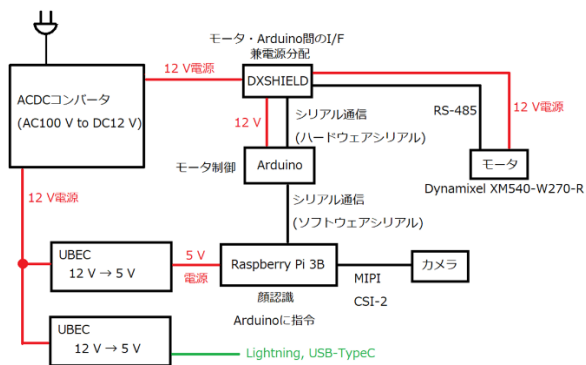 モータ・Arduino間のI/F
兼電源分配
12 V電源
DXSHIELD
ACDCコンバータ
(AC100 V to DC12 V)
12 V
シリアル通信
(ハードウェアシリアル)
RS-485
12 V電源
モータ制御
Arduino
モータ
Dynamixel XM540-W270-R
12 V電源
シリアル通信
(ソフトウェアシリアル)
UBEC
12 V → 5 V
5 V
電源
Raspberry Pi 3B
カメラ
MIPI
CSI-2
顔認識
Arduinoに指令
UBEC
12 V → 5 V
Lightning, USB-TypeC